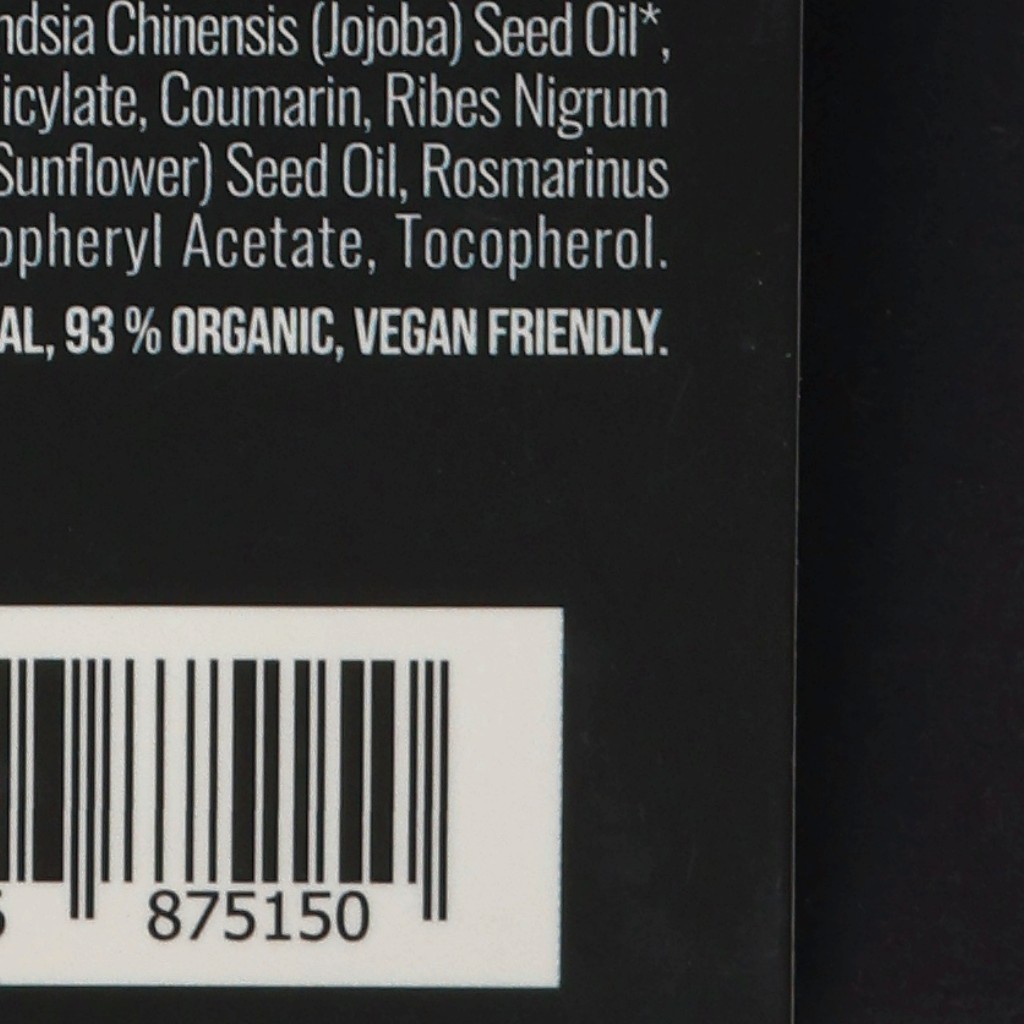 ndsia Chinensis (Jojoba) Seed Oil*,
icylate, Coumarin, Ribes Nigrum
Sunflower) Seed Oil, Rosmarinus
opheryl Acetate, Tocopherol.
AL, 93 % ORGANIC, VEGAN FRIENDLY.
875150